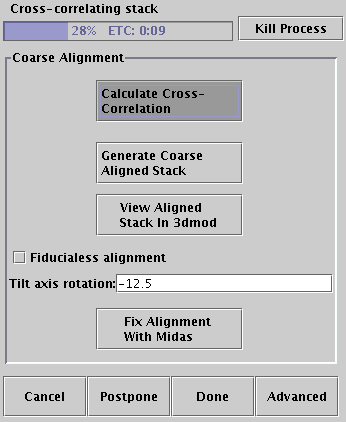 Cross-correlating stack
28% ETC: 0:09
Kill Process
Coarse Alignment
Calculate Cross-
Correlation
Generate Coarse
Aligned Stack
View Aligned
Stack In 3dmod
Fiducialess alignment
Tilt axis rotation: -12.5
Fix Alignment
With Midas
Cancel Postpone Done Advanced